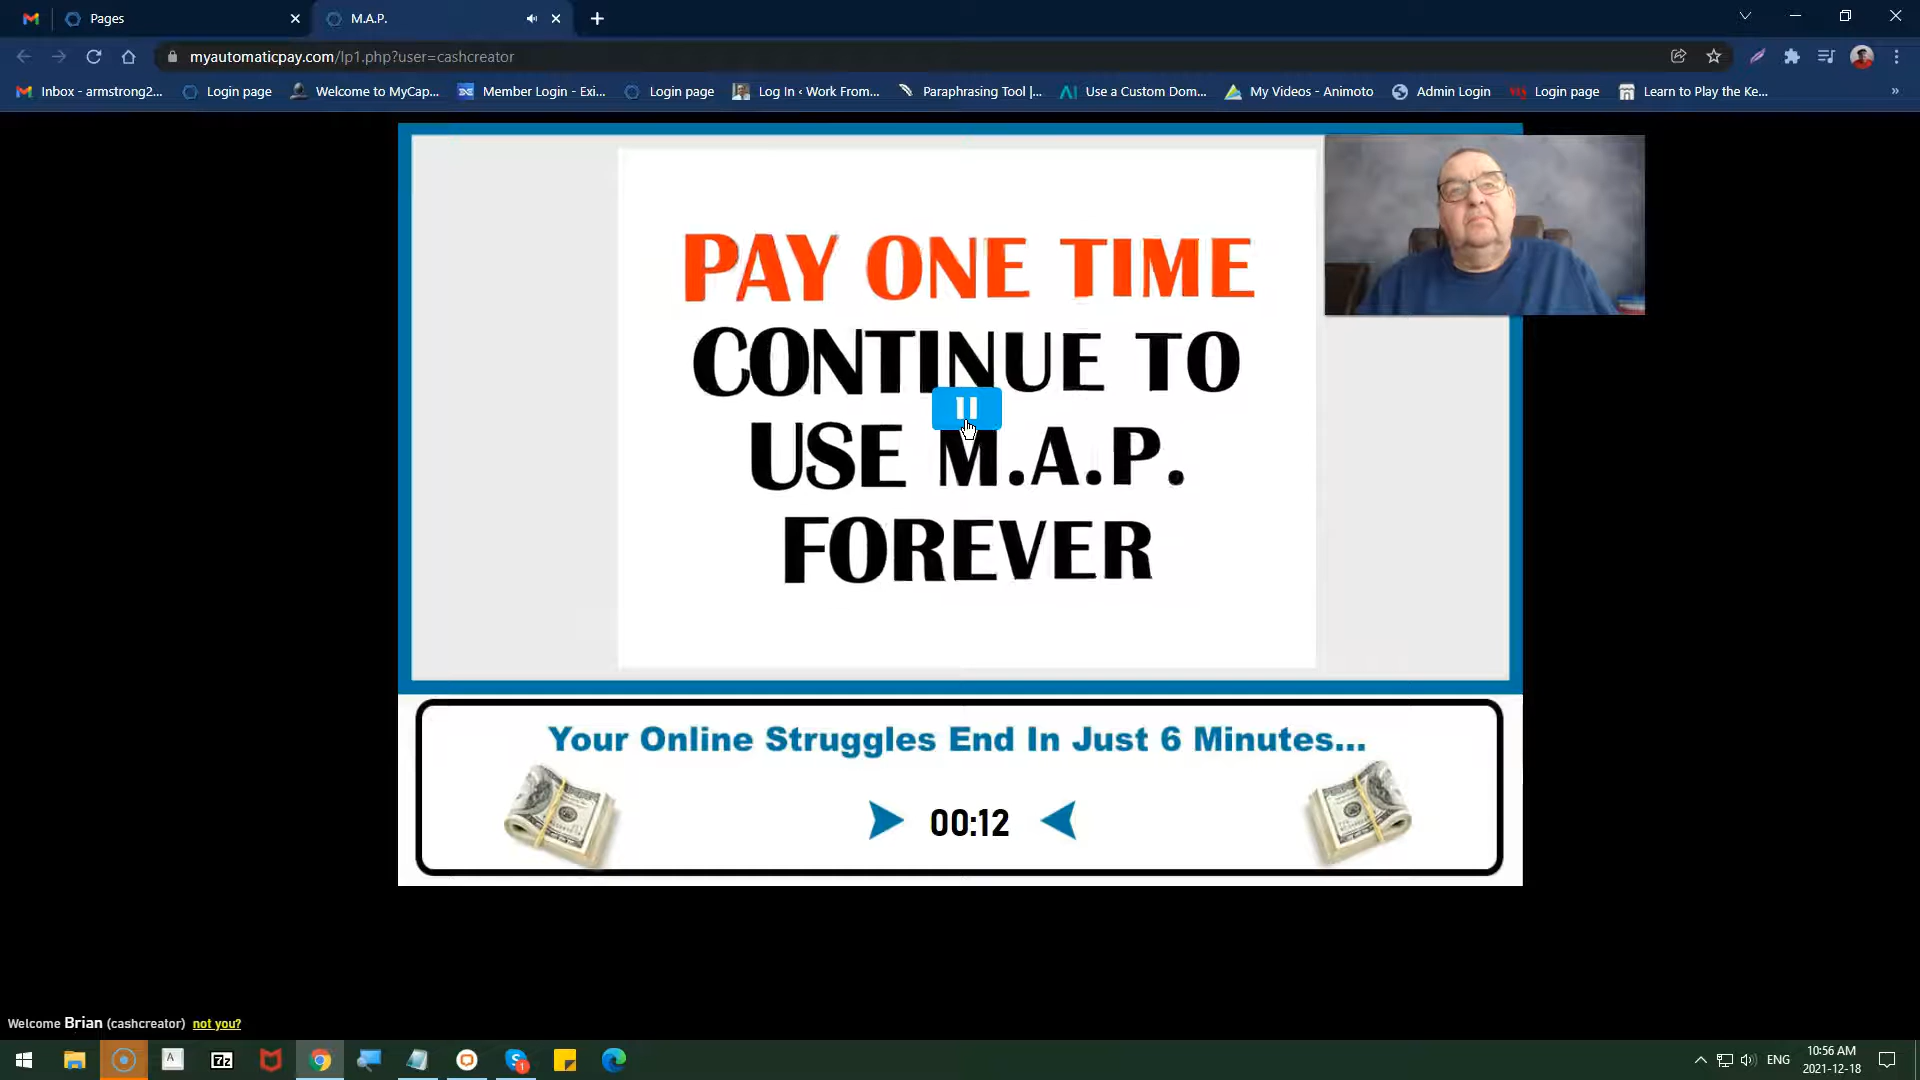 Pages
M.A.P.
myautomaticpay.com/lp1.php?user=cashcreator
Inbox - armstrong2...
Login page
Welcome to MyCap...
Member Login - Exi...
Login page
Log In ‹ Work From...
Paraphrasing Tool |...
Use a Custom Dom...
My Videos - Animoto
Admin Login
Login page
Learn to Play the Ke...
»
PAY ONE TIME
CONTINUE TO
USE M.A.P.
FOREVER
Your Online Struggles End In Just 6 Minutes...
00:12
Welcome Brian (cashcreator) not you?
A
7z
1
ENG
10:56 AM
2021-12-18